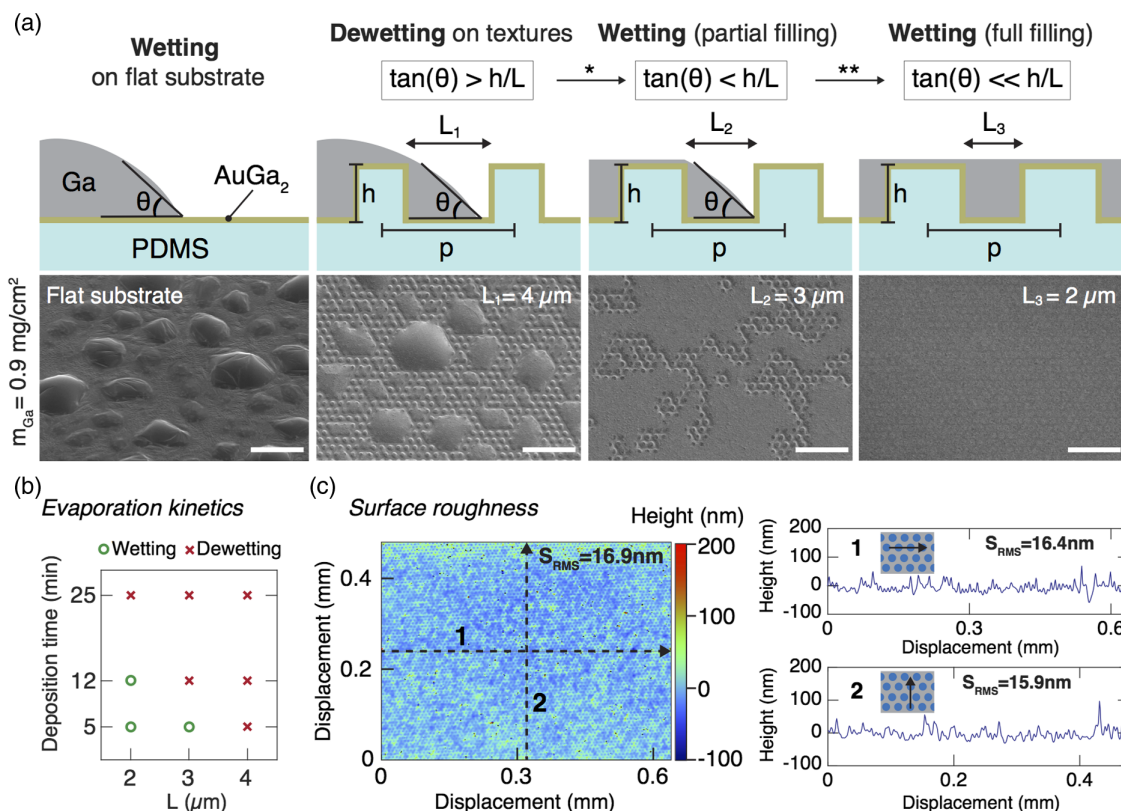 (a)
Wetting
on flat substrate
Dewetting on textures
Wetting (partial filling)
Wetting (full filling)
tan(θ) > h/L
*
tan(θ) < h/L
**
tan(θ) << h/L
L₁
L₂
L₃
Ga
θ
AuGa₂
PDMS
h
θ
p
h
θ
p
h
p
mGa = 0.9 mg/cm²
Flat substrate
L₁= 4 µm
L₂= 3 µm
L₃= 2 µm
(b)
Evaporation kinetics
Wetting
Dewetting
Deposition time (min)
25
12
5
2
3
4
L (µm)
(c)
Surface roughness
Height (nm)
SRMS=16.9nm
Displacement (mm)
0.4
0.2
0
1
2
0
0.3
0.6
Displacement (mm)
200
100
0
-100
1
SRMS=16.4nm
Height (nm)
200
100
0
-100
0
0.3
0.6
Displacement (mm)
2
SRMS=15.9nm
Height (nm)
200
100
0
-100
0
0.2
0.4
Displacement (mm)